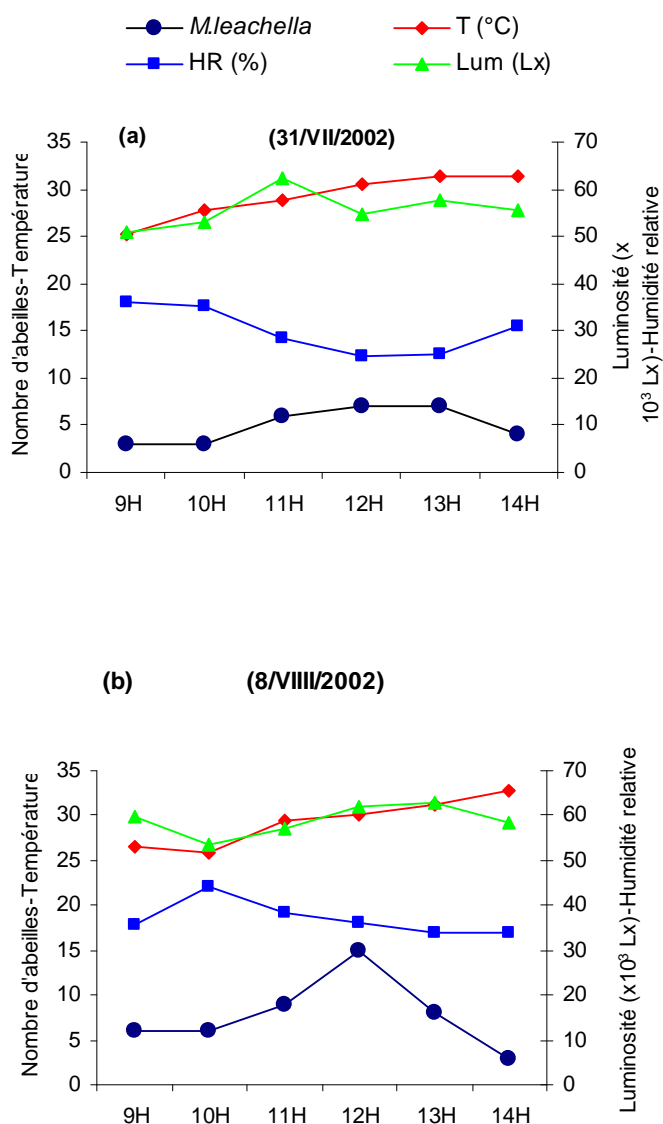 M.leachella T (°C)
HR (%) Lum (Lx)
(a) (31/VII/2002)
35
30
25
20
15
10
5
0
Nombre d'abeilles-Température
70
60
50
40
30
20
10
0
Luminosité (x
10³ Lx)-Humidité relative
9H 10H 11H 12H 13H 14H
(b) (8/VIIII/2002)
35
30
25
20
15
10
5
0
Nombre d'abeilles-Température
70
60
50
40
30
20
10
0
Luminosité (x10³ Lx)-Humidité relative
9H 10H 11H 12H 13H 14H